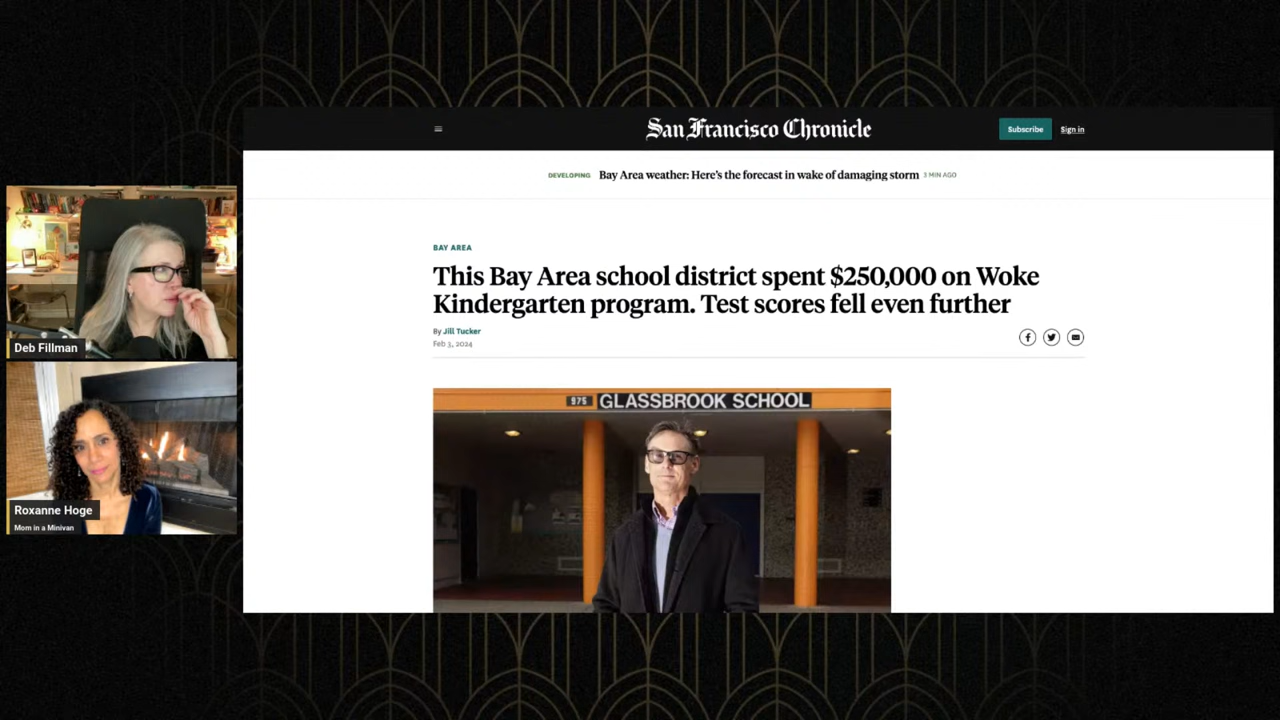 San Francisco Chronicle
Subscribe
Sign in
DEVELOPING Bay Area weather: Here's the forecast in wake of damaging storm 3 MIN AGO
BAY AREA
This Bay Area school district spent $250,000 on Woke
Kindergarten program. Test scores fell even further
By Jill Tucker
Feb 3, 2024
975 GLASSBROOK SCHOOL
Deb Fillman
Roxanne Hoge
Mom in a Minivan